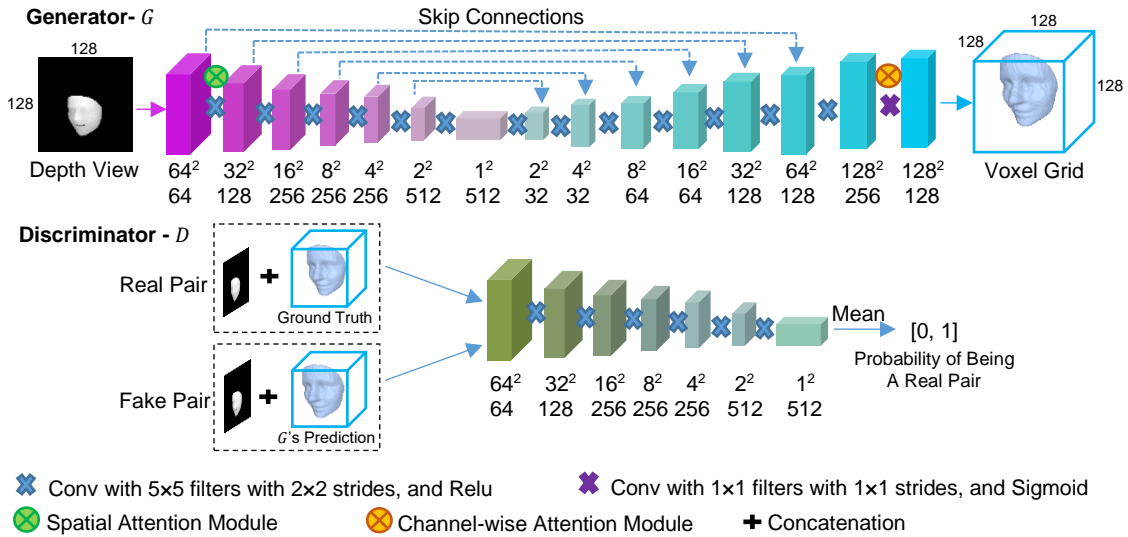 Generator- G
Skip Connections
128
128
Depth View
64² 32² 16² 8² 4² 2² 1² 2² 4² 8² 16² 32² 64² 128² 128²
64 128 256 256 256 512 512 32 32 64 64 128 128 256 128
128
128
128
Voxel Grid
Discriminator - D
Real Pair
+
Ground Truth
Fake Pair
+
G's Prediction
64² 32² 16² 8² 4² 2² 1²
64 128 256 256 256 512 512
Mean
[0, 1]
Probability of Being
A Real Pair
Conv with 5×5 filters with 2×2 strides, and Relu
Conv with 1×1 filters with 1×1 strides, and Sigmoid
Spatial Attention Module
Channel-wise Attention Module
+ Concatenation